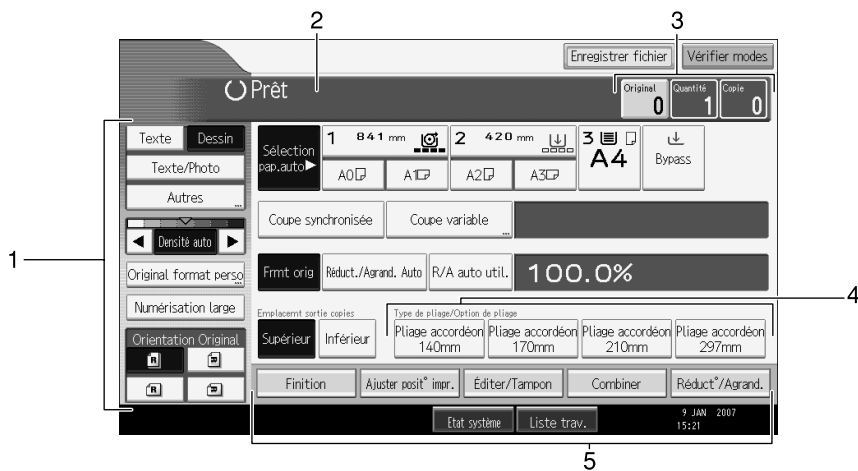 2
3
Enregistrer fichier
Vérifier modes
Prêt
Original
0
Quantité
1
Copie
0
1
Texte
Dessin
Texte/Photo
Autres
Densité auto
Original format perso
Numérisation large
Orientation Original
R
R
R
R
Sélection
pap.auto
1 841 mm
2 420 mm
3
A4
Bypass
A0
A1
A2
A3
Coupe synchronisée
Coupe variable
Frmt orig
Réduct./Agrand. Auto
R/A auto util.
100.0%
4
Emplacemt sortie copies
Type de pliage/Option de pliage
Supérieur
Inférieur
Pliage accordéon
140mm
Pliage accordéon
170mm
Pliage accordéon
210mm
Pliage accordéon
297mm
Finition
Ajuster posit° impr.
Éditer/Tampon
Combiner
Réduct°/Agrand.
Etat système
Liste trav.
9 JAN 2007
15:21
5